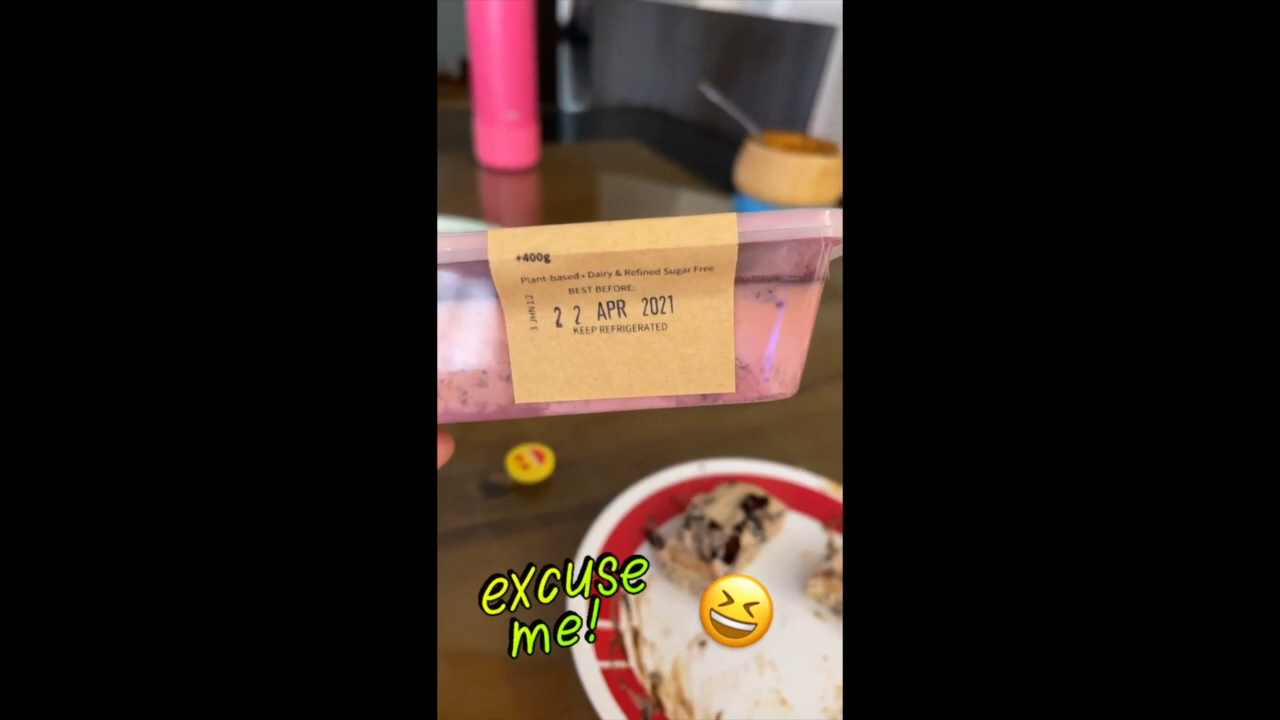 +400g
Plant-based • Dairy & Refined Sugar Free
BEST BEFORE:
22 APR 2021
KEEP REFRIGERATED
excuse
me!